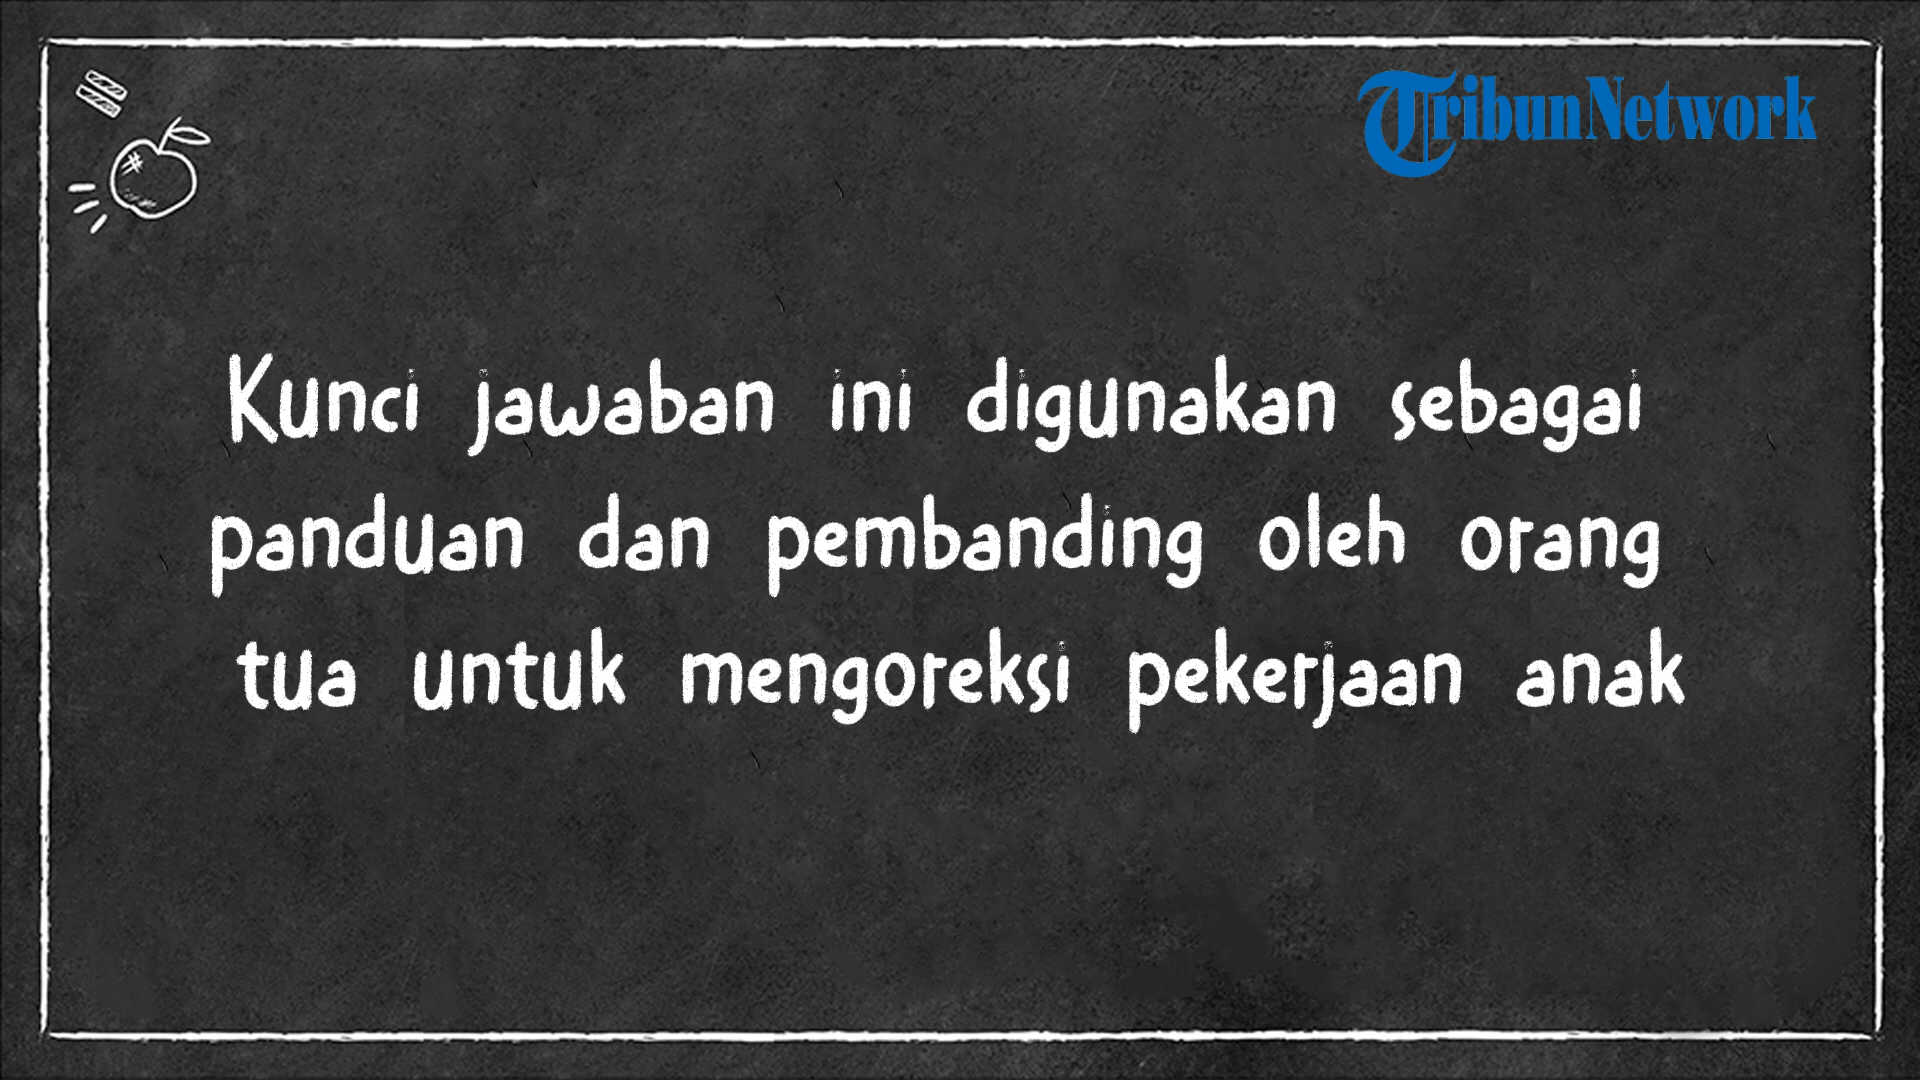 TribunNetwork
Kunci jawaban ini digunakan sebagai
panduan dan pembanding oleh orang
tua untuk mengoreksi pekerjaan anak